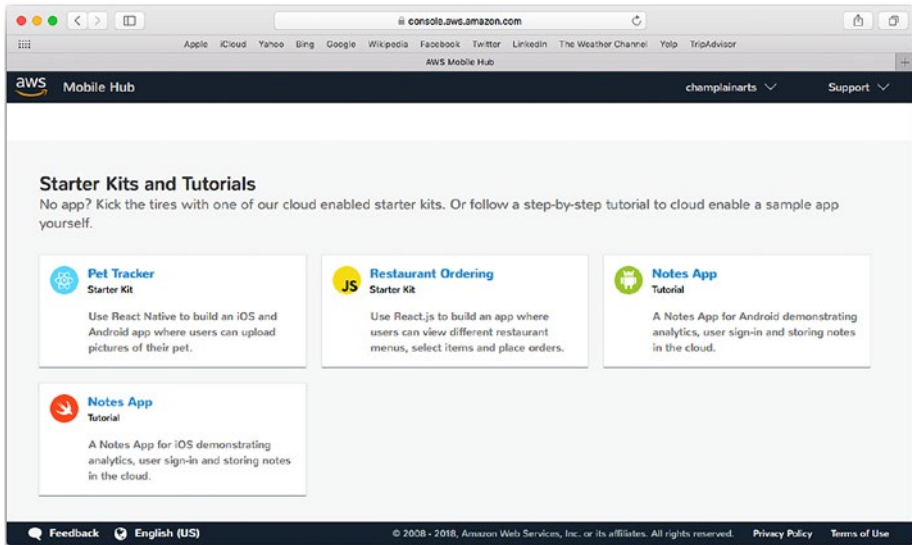 console.aws.amazon.com
Apple iCloud Yahoo Bing Google Wikipedia Facebook Twitter LinkedIn The Weather Channel Yelp TripAdvisor
AWS Mobile Hub
aws Mobile Hub champlainarts Support
Starter Kits and Tutorials
No app? Kick the tires with one of our cloud enabled starter kits. Or follow a step-by-step tutorial to cloud enable a sample app
yourself.
Pet Tracker
Starter Kit
Use React Native to build an iOS and
Android app where users can upload
pictures of their pet.
JS
Restaurant Ordering
Starter Kit
Use React.js to build an app where
users can view different restaurant
menus, select items and place orders.
Notes App
Tutorial
A Notes App for Android demonstrating
analytics, user sign-in and storing notes
in the cloud.
Notes App
Tutorial
A Notes App for iOS demonstrating
analytics, user sign-in and storing notes
in the cloud.
Feedback English (US) © 2008 - 2018, Amazon Web Services, Inc. or its affiliates. All rights reserved. Privacy Policy Terms of Use